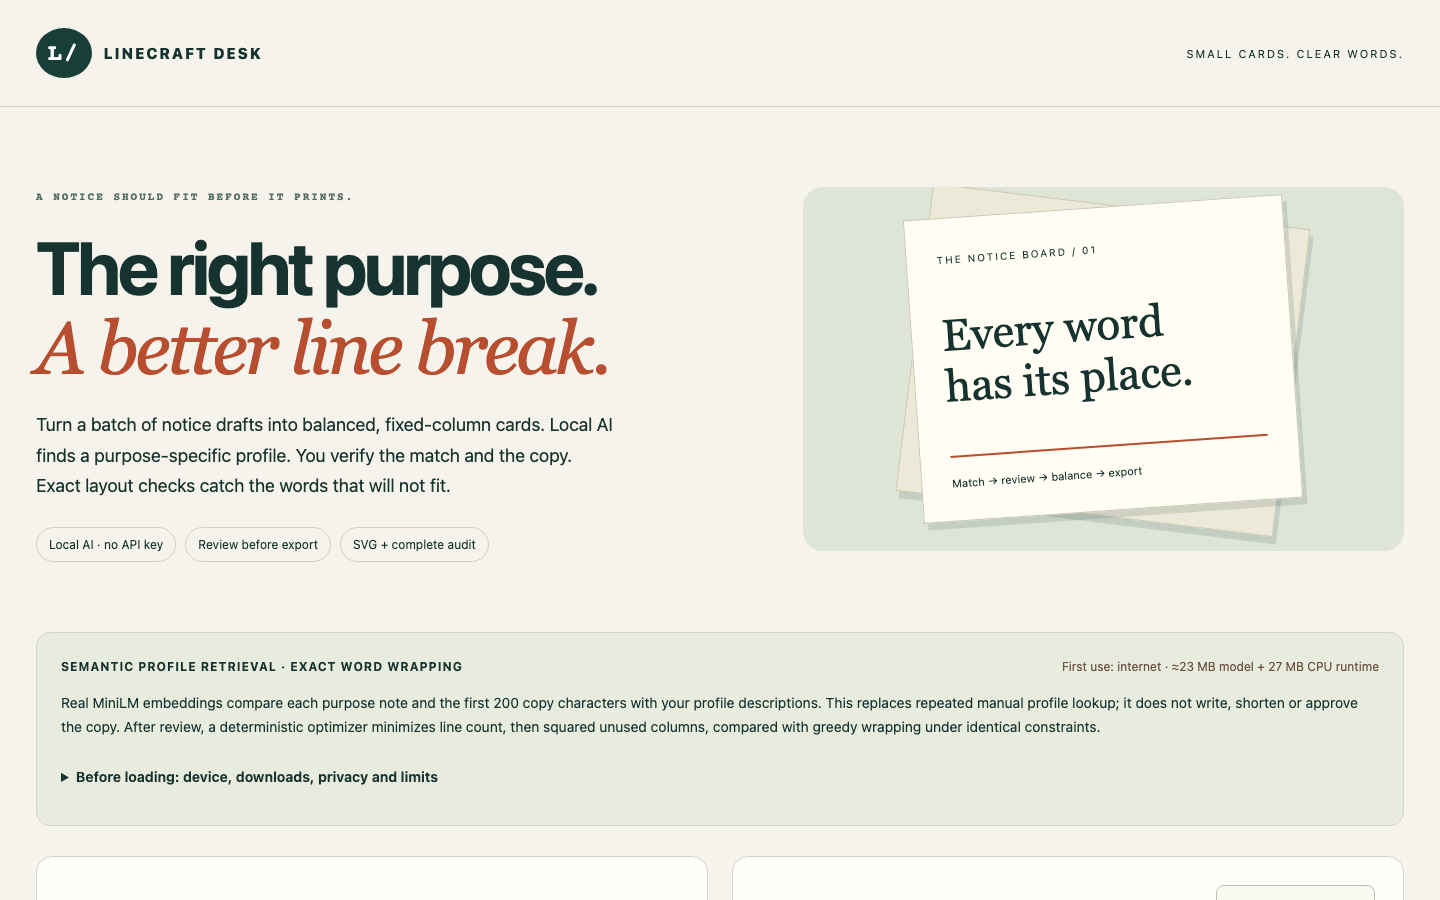 L/ LINECRAFT DESK
SMALL CARDS. CLEAR WORDS.
A NOTICE SHOULD FIT BEFORE IT PRINTS.
The right purpose.
A better line break.
Turn a batch of notice drafts into balanced, fixed-column cards. Local AI
finds a purpose-specific profile. You verify the match and the copy.
Exact layout checks catch the words that will not fit.
Local AI · no API key
Review before export
SVG + complete audit
THE NOTICE BOARD / 01
Every word
has its place.
Match → review → balance → export
SEMANTIC PROFILE RETRIEVAL · EXACT WORD WRAPPING
First use: internet · ≈23 MB model + 27 MB CPU runtime
Real MiniLM embeddings compare each purpose note and the first 200 copy characters with your profile descriptions. This replaces repeated manual profile lookup; it does not write, shorten or approve
the copy. After review, a deterministic optimizer minimizes line count, then squared unused columns, compared with greedy wrapping under identical constraints.
Before loading: device, downloads, privacy and limits